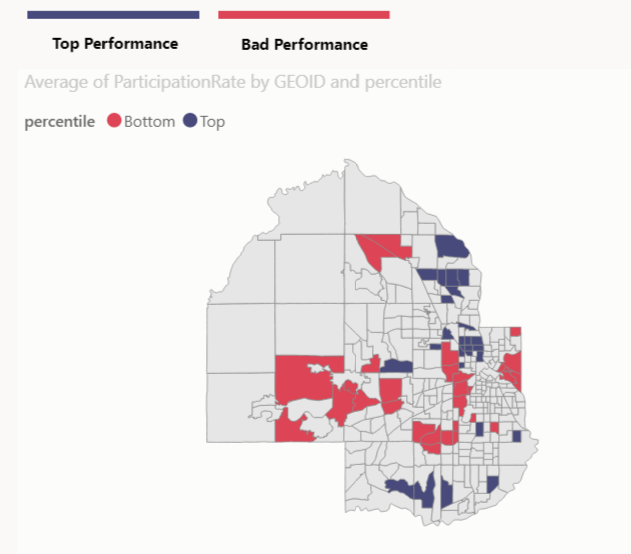 Top Performance
Bad Performance
Average of ParticipationRate by GEOID and percentile
percentile Bottom Top